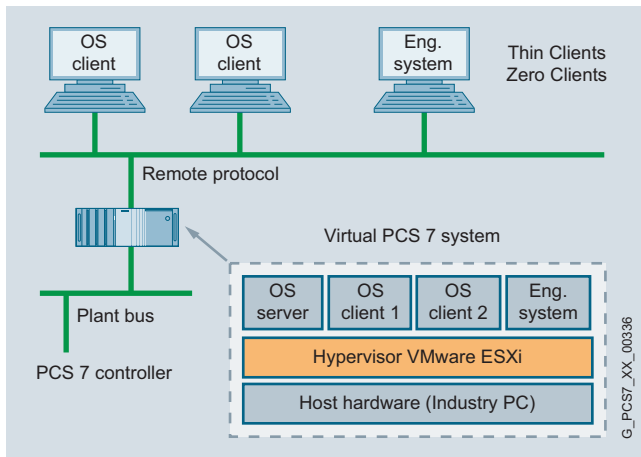 OS
client
OS
client
Eng.
system
Thin Clients
Zero Clients
Remote protocol
Virtual PCS 7 system
OS
server
OS
client 1
OS
client 2
Eng.
system
Plant bus
Hypervisor VMware ESXi
PCS 7 controller
Host hardware (Industry PC)
G_PCS7_XX_00336